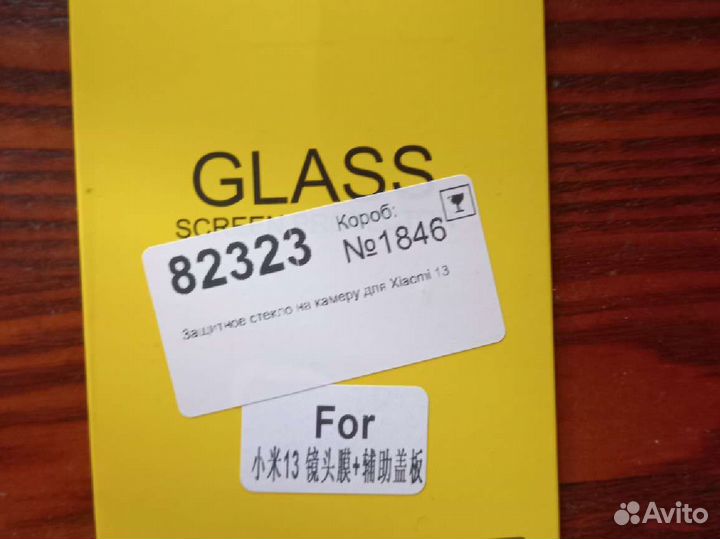 GLASS
SCREEN
82323
Короб:
№1846
Защитное стекло на камеру для Xiaomi 13
For
小米13 镜头膜+辅助盖板
Avito